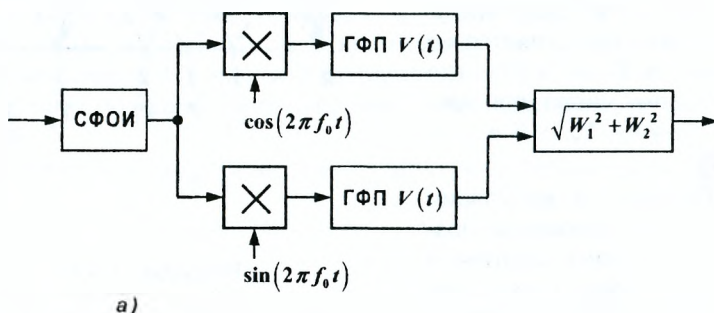 ГФП V(t)
cos(2πf₀t)
СФОИ
√W₁² + W₂²
ГФП V(t)
sin(2πf₀t)
а)